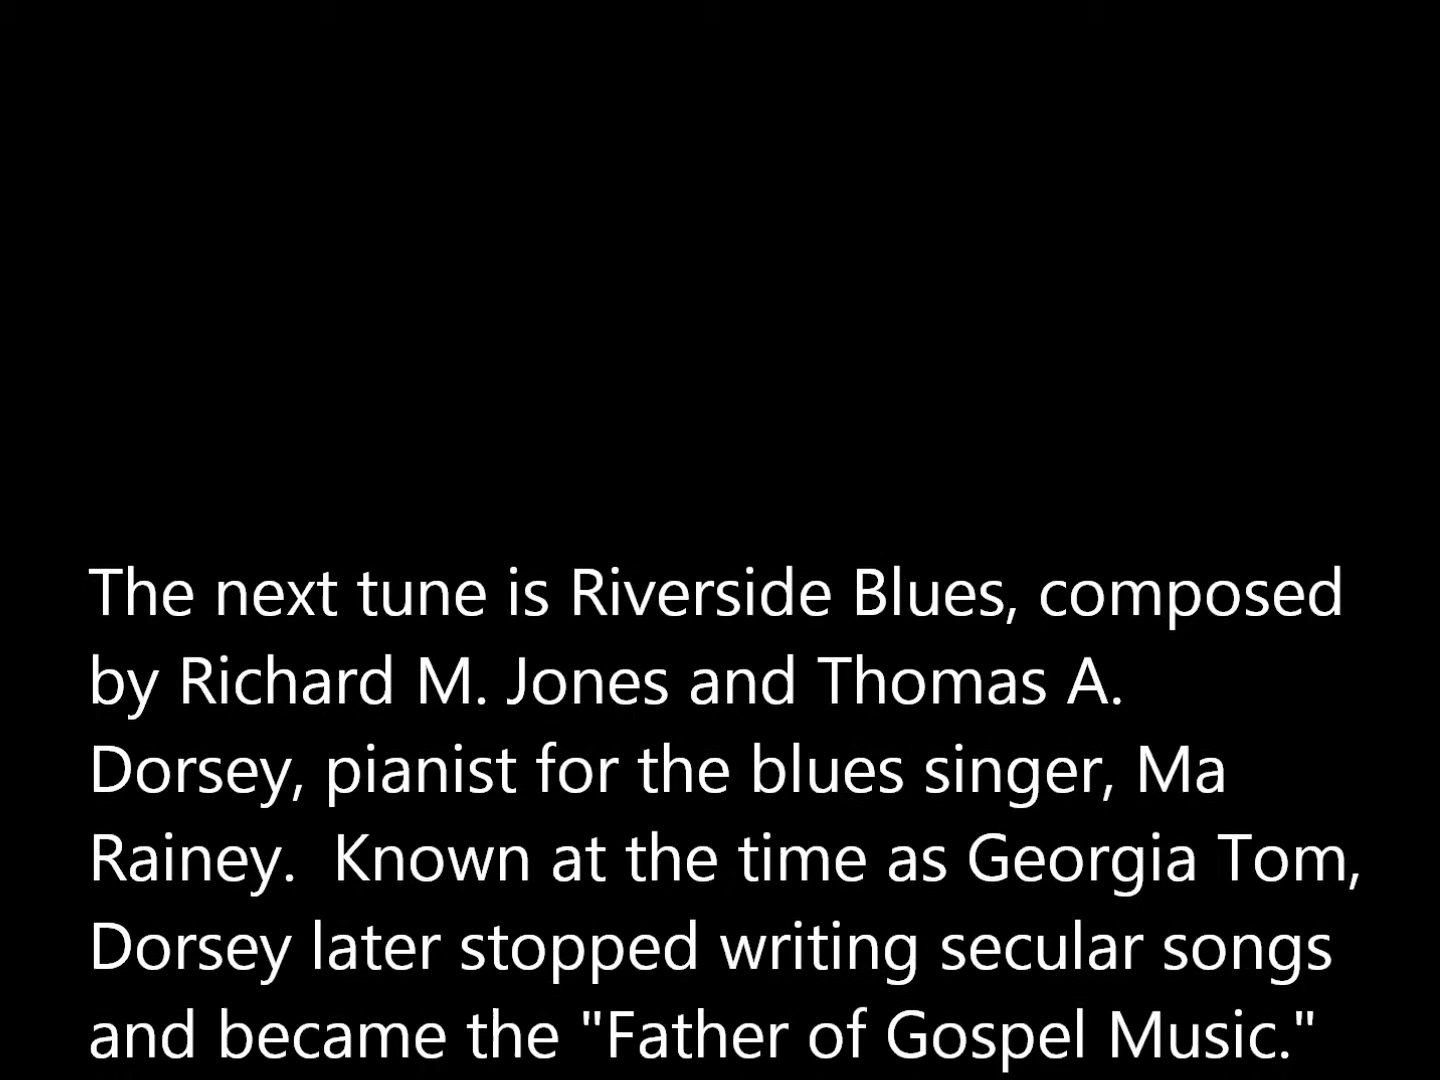 The next tune is Riverside Blues, composed
by Richard M. Jones and Thomas A.
Dorsey, pianist for the blues singer, Ma
Rainey.  Known at the time as Georgia Tom,
Dorsey later stopped writing secular songs
and became the "Father of Gospel Music."